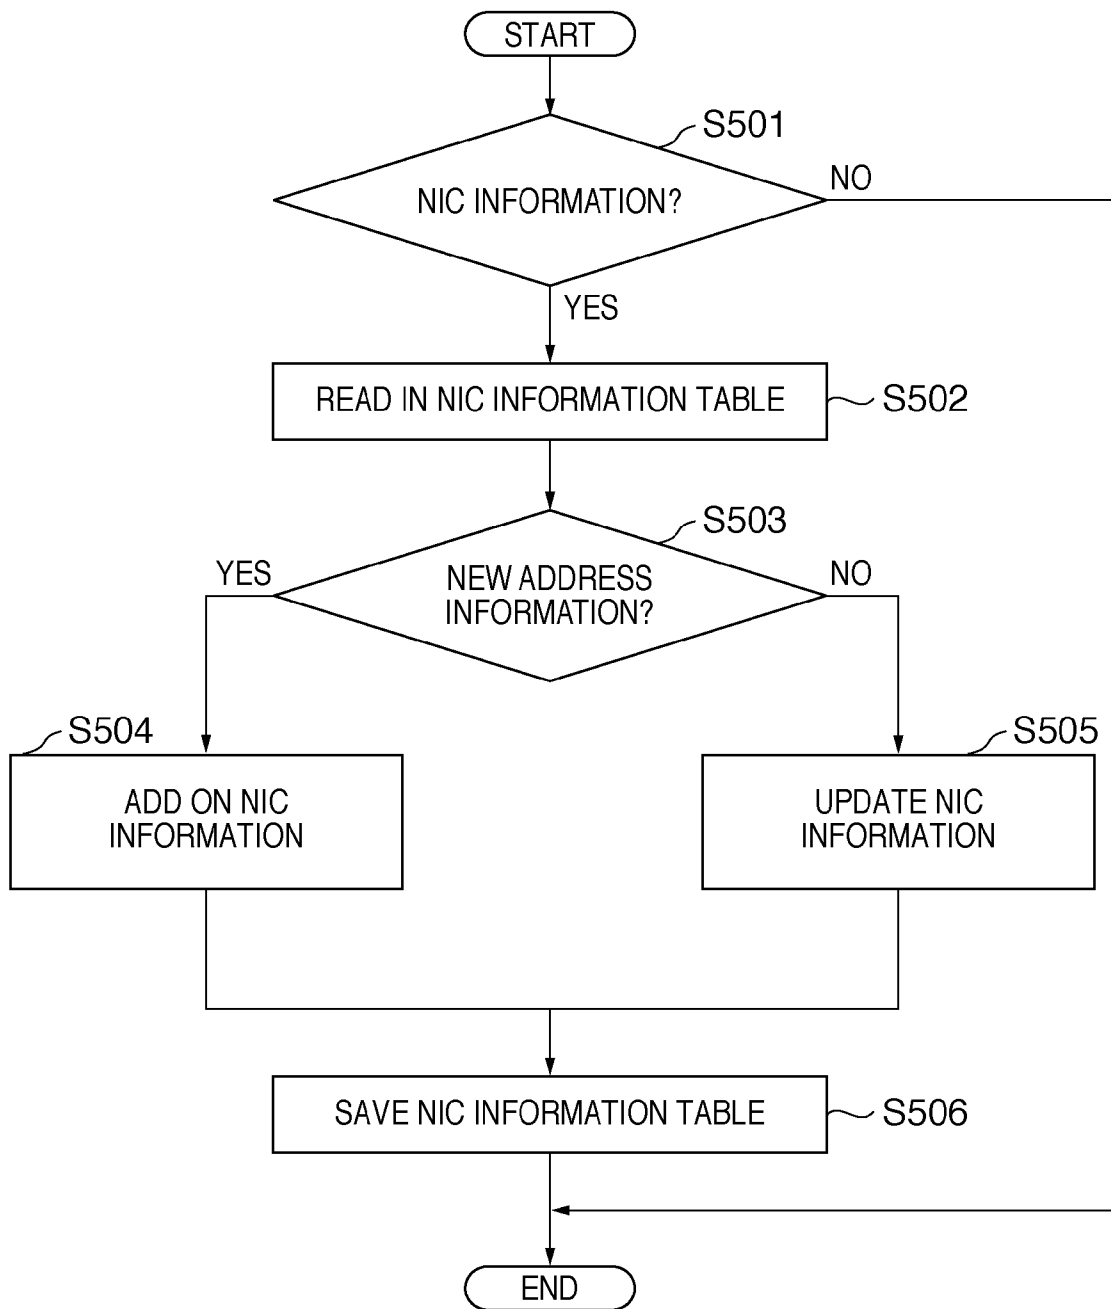 START
S501
NIC INFORMATION?
NO
YES
READ IN NIC INFORMATION TABLE
S502
S503
YES
NEW ADDRESS
INFORMATION?
NO
S504
S505
ADD ON NIC
INFORMATION
UPDATE NIC
INFORMATION
SAVE NIC INFORMATION TABLE
S506
END